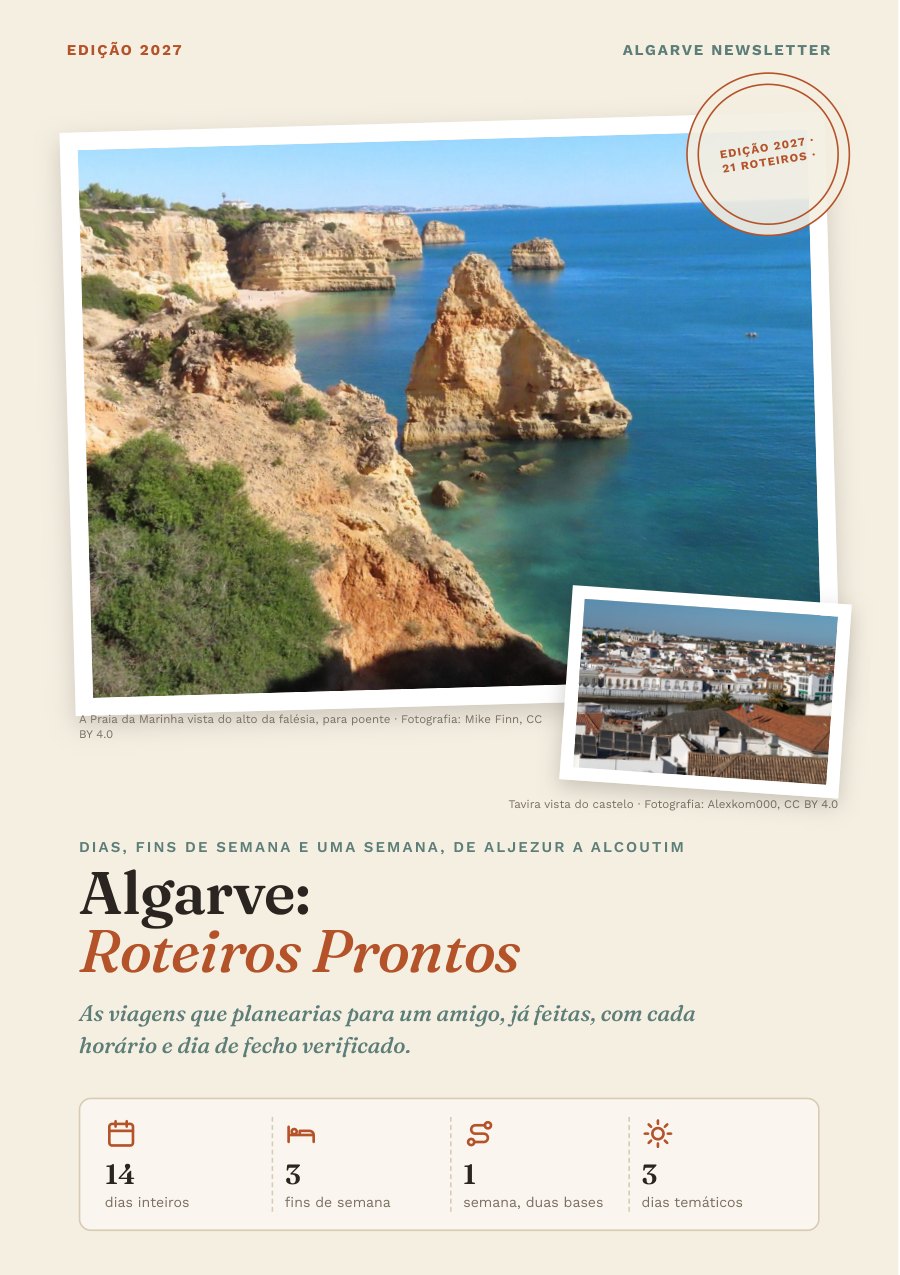 EDIÇÃO 2027
ALGARVE NEWSLETTER
EDIÇÃO 2027 ·
21 ROTEIROS ·
A Praia da Marinha vista do alto da falésia, para poente · Fotografia: Mike Finn, CC
BY 4.0
Tavira vista do castelo · Fotografia: Alexkom000, CC BY 4.0
DIAS, FINS DE SEMANA E UMA SEMANA, DE ALJEZUR A ALCOUTIM
Algarve:
Roteiros Prontos
As viagens que planearias para um amigo, já feitas, com cada
horário e dia de fecho verificado.
14
dias inteiros
3
fins de semana
1
semana, duas bases
3
dias temáticos